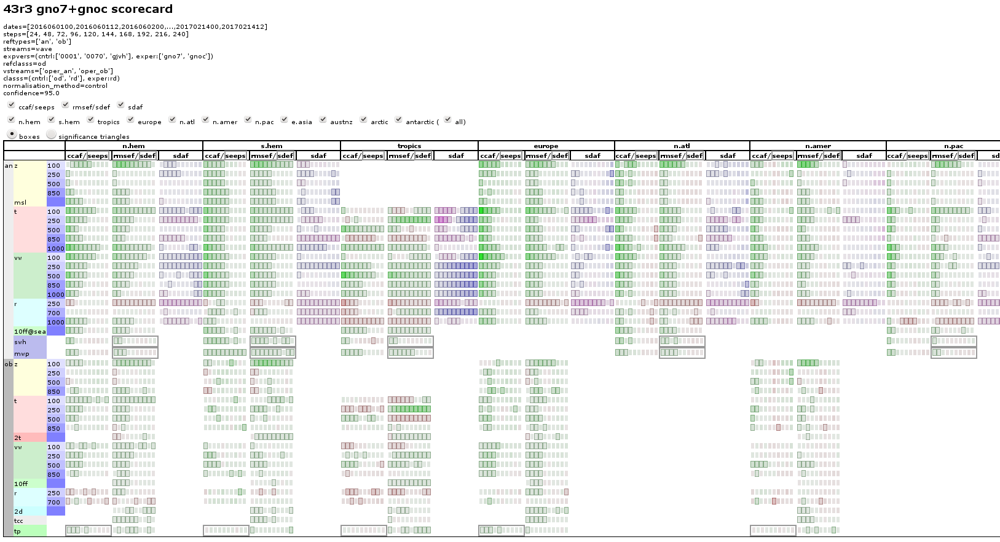 43r3 gno7+gnoc scorecard
dates=[2016060100,2016060112,2016060200,...,2017021400,2017021412]
steps=[24, 48, 72, 96, 120, 144, 168, 192, 216, 240]
reftypes=['an', 'ob']
streams=wave
expvers=(cntrl:['0001', '0070', 'gjvh'], exper:['gno7', 'gnoc'])
refclasss=od
vstreams=['oper_an', 'oper_ob']
classs=(cntrl:['od', 'rd'], exper:rd)
normalisation_method=control
confidence=95.0
ccaf/seeps rmsef/sdef sdaf
n.hem s.hem tropics europe n.atl n.amer n.pac e.asia austnz arctic antarctic ( all)
boxes significance triangles
n.hem s.hem tropics europe n.atl n.amer n.pac
ccaf/seeps rmsef/sdef sdaf ccaf/seeps rmsef/sdef sdaf ccaf/seeps rmsef/sdef sdaf ccaf/seeps rmsef/sdef sdaf ccaf/seeps rmsef/sdef sdaf ccaf/seeps rmsef/sdef sdaf ccaf/seeps rmsef/sdef sd
an z 100
250
500
850
msl
t 100
250
500
850
1000
vw 100
250
500
850
1000
r 250
700
1000
10ff@sea
swh
mwp
ob z 100
250
500
850
t 100
250
500
850
2t
vw 100
250
500
850
10ff
r 250
700
2d
tcc
tp